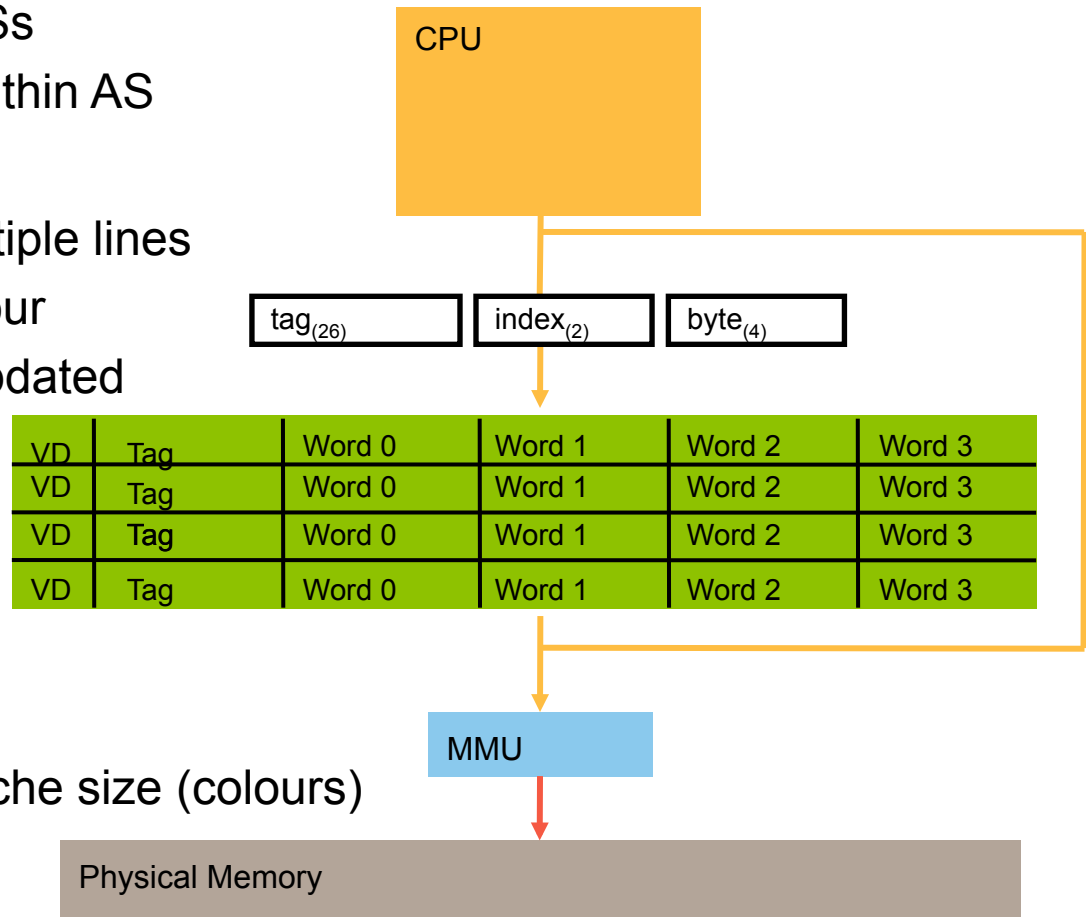 Ss
thin AS
tiple lines
our
pdated
che size (colours)
CPU
tag(26) index(2) byte(4)
VD Tag Word 0 Word 1 Word 2 Word 3
VD Tag Word 0 Word 1 Word 2 Word 3
VD Tag Word 0 Word 1 Word 2 Word 3
VD Tag Word 0 Word 1 Word 2 Word 3
MMU
Physical Memory